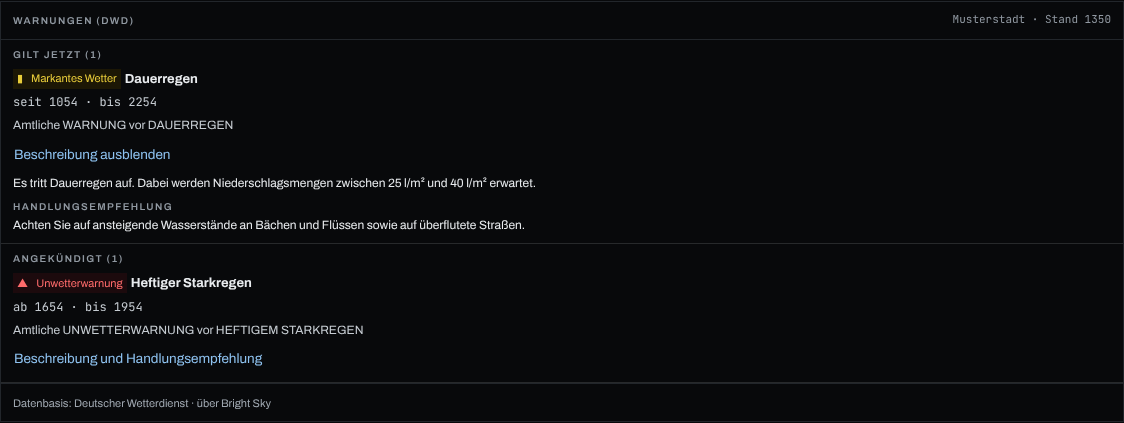 WARNUNGEN (DWD)
Musterstadt · Stand 1350
GILT JETZT (1)
Markantes Wetter Dauerregen
seit 1054 · bis 2254
Amtliche WARNUNG vor DAUERREGEN
Beschreibung ausblenden
Es tritt Dauerregen auf. Dabei werden Niederschlagsmengen zwischen 25 l/m² und 40 l/m² erwartet.
HANDLUNGSEMPFEHLUNG
Achten Sie auf ansteigende Wasserstände an Bächen und Flüssen sowie auf überflutete Straßen.
ANGEKÜNDIGT (1)
Unwetterwarnung Heftiger Starkregen
ab 1654 · bis 1954
Amtliche UNWETTERWARNUNG vor HEFTIGEM STARKREGEN
Beschreibung und Handlungsempfehlung
Datenbasis: Deutscher Wetterdienst · über Bright Sky